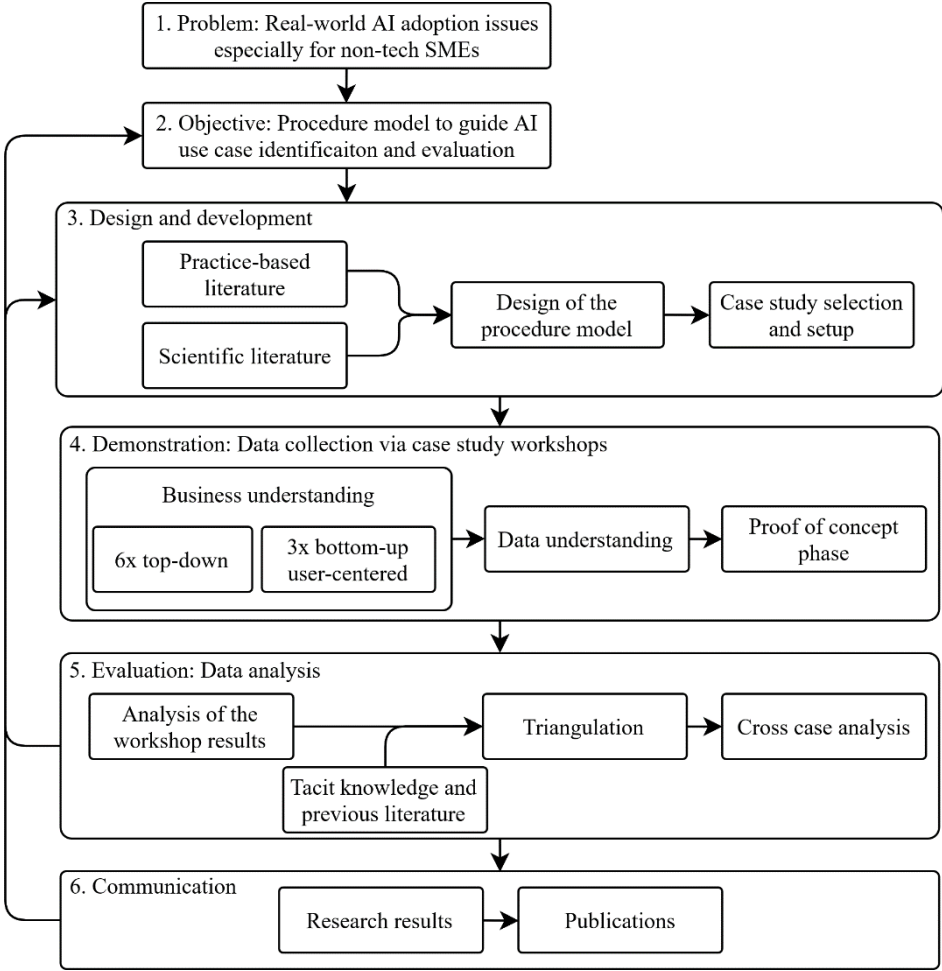 1. Problem: Real-world AI adoption issues
especially for non-tech SMEs
2. Objective: Procedure model to guide AI
use case identificaiton and evaluation
3. Design and development
Practice-based
literature
Scientific literature
Design of the
procedure model
Case study selection
and setup
4. Demonstration: Data collection via case study workshops
Business understanding
6x top-down
3x bottom-up
user-centered
Data understanding
Proof of concept
phase
5. Evaluation: Data analysis
Analysis of the
workshop results
Tacit knowledge and
previous literature
Triangulation
Cross case analysis
6. Communication
Research results
Publications